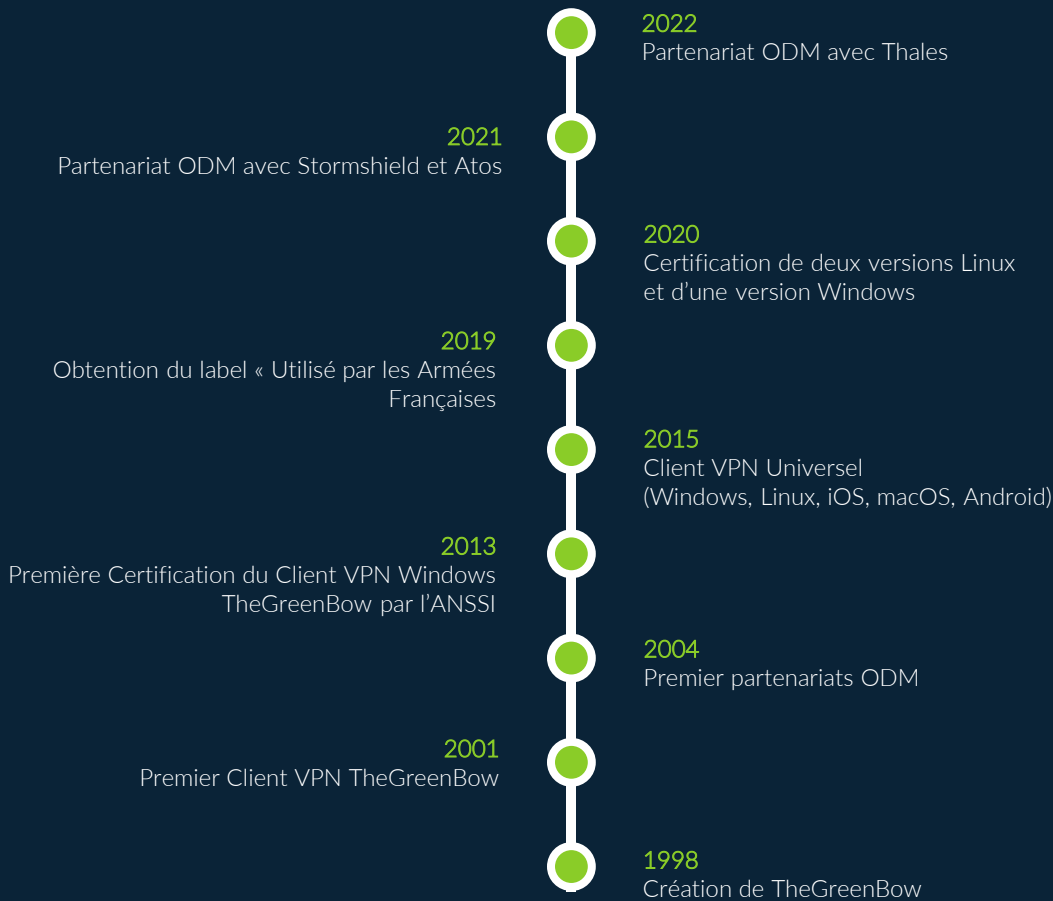 2022
Partenariat ODM avec Thales
2021
Partenariat ODM avec Stormshield et Atos
2020
Certification de deux versions Linux
et d’une version Windows
2019
Obtention du label « Utilisé par les Armées
Françaises
2015
Client VPN Universel
(Windows, Linux, iOS, macOS, Android)
2013
Première Certification du Client VPN Windows
TheGreenBow par l’ANSSI
2004
Premier partenariats ODM
2001
Premier Client VPN TheGreenBow
1998
Création de TheGreenBow